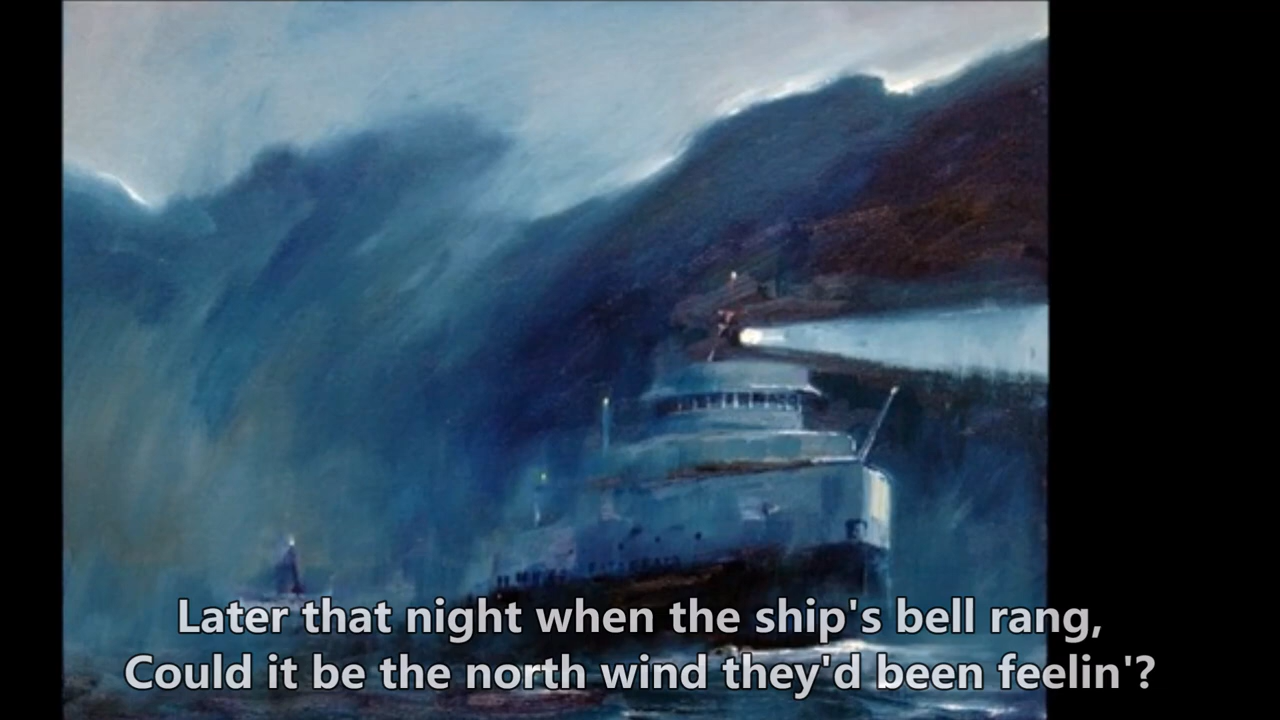 Later that night when the ship's bell rang,
Could it be the north wind they'd been feelin'?